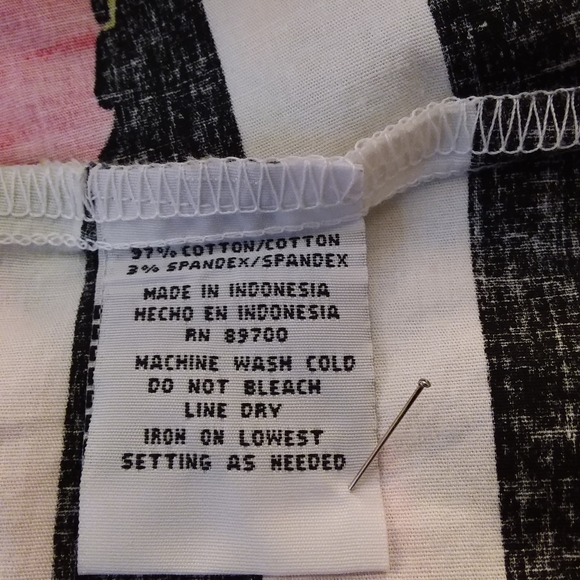 97% COTTON/COTTON
3% SPANDEX/SPANDEX
MADE IN INDONESIA
HECHO EN INDONESIA
RN 89700
MACHINE WASH COLD
DO NOT BLEACH
LINE DRY
IRON ON LOWEST
SETTING AS NEEDED